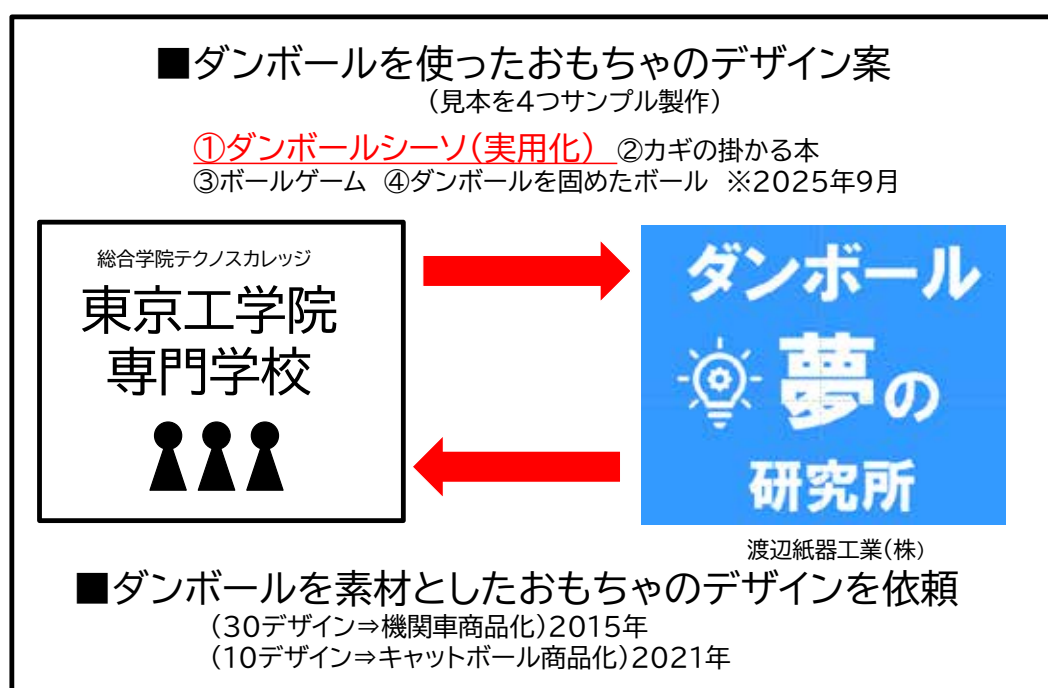 ■ダンボールを使ったおもちゃのデザイン案
(見本を4つサンプル製作)
①ダンボールシーソ(実用化) ②カギの掛かる本
③ボールゲーム ④ダンボールを固めたボール ※2025年9月
総合学院テクノスカレッジ
東京工学院
専門学校
ダンボール
夢の
研究所
渡辺紙器工業(株)
■ダンボールを素材としたおもちゃのデザインを依頼
(30デザイン⇒機関車商品化)2015年
(10デザイン⇒キャットボール商品化)2021年